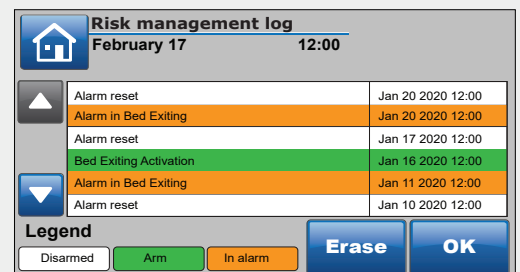 Risk management log
February 17 12:00
Alarm reset Jan 20 2020 12:00
Alarm in Bed Exiting Jan 20 2020 12:00
Alarm reset Jan 17 2020 12:00
Bed Exiting Activation Jan 16 2020 12:00
Alarm in Bed Exiting Jan 11 2020 12:00
Alarm reset Jan 10 2020 12:00
Legend
Disarmed Arm In alarm Erase OK